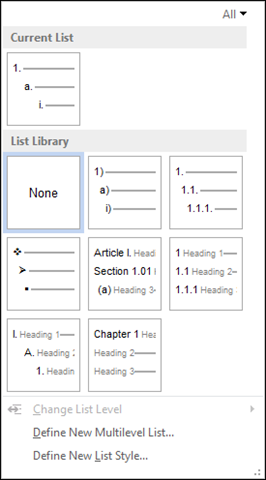 All
Current List
1.
a.
i.
List Library
None
1)
a)
i)
1.
1.1.
1.1.1.
Article I. Head
Section 1.01
(a) Heading 3
1 Heading 1
1.1 Heading 2
1.1.1 Heading
I. Heading 1
A. Heading 2
1. Headin
Chapter 1 Hea
Heading 2
Heading 3
Change List Level
Define New Multilevel List...
Define New List Style...